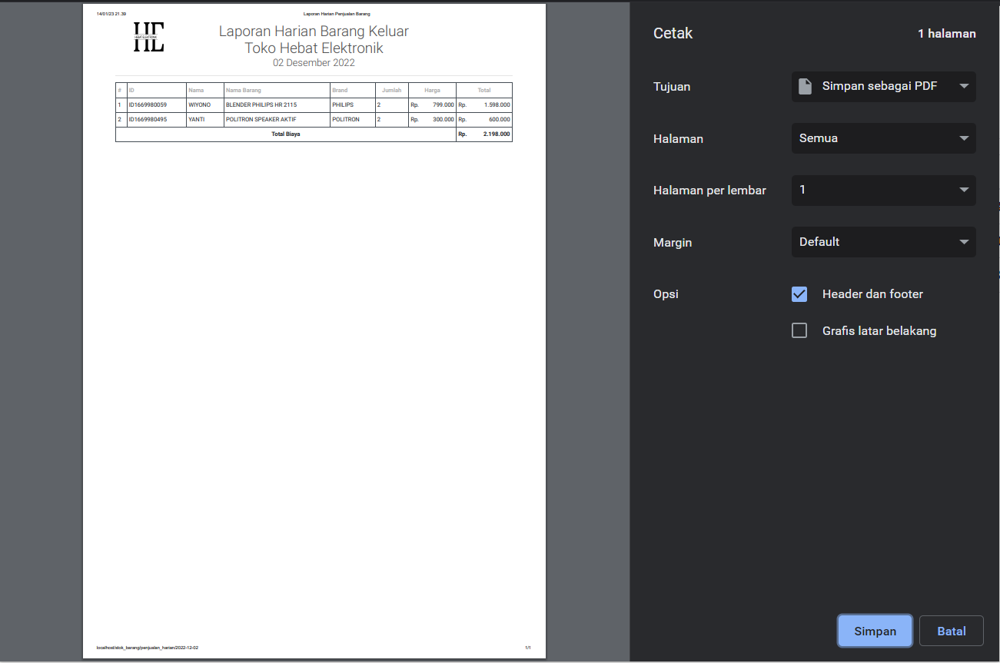 14/01/23 21.39 Laporan Harian Penjualan Barang
HE
HEBAT ELEKTRONIK
Laporan Harian Barang Keluar
Toko Hebat Elektronik
02 Desember 2022
# ID Nama Nama Barang Brand Jumlah Harga Total
1 ID1669980059 WIYONO BLENDER PHILIPS HR 2115 PHILIPS 2 Rp. 799.000 Rp. 1.598.000
2 ID1669980495 YANTI POLITRON SPEAKER AKTIF POLITRON 2 Rp. 300.000 Rp. 600.000
Total Biaya Rp. 2.198.000
localhost/stok_barang/penjualan_harian/2022-12-02 1/1
Cetak 1 halaman
Tujuan Simpan sebagai PDF
Halaman Semua
Halaman per lembar 1
Margin Default
Opsi Header dan footer
Grafis latar belakang
Simpan Batal